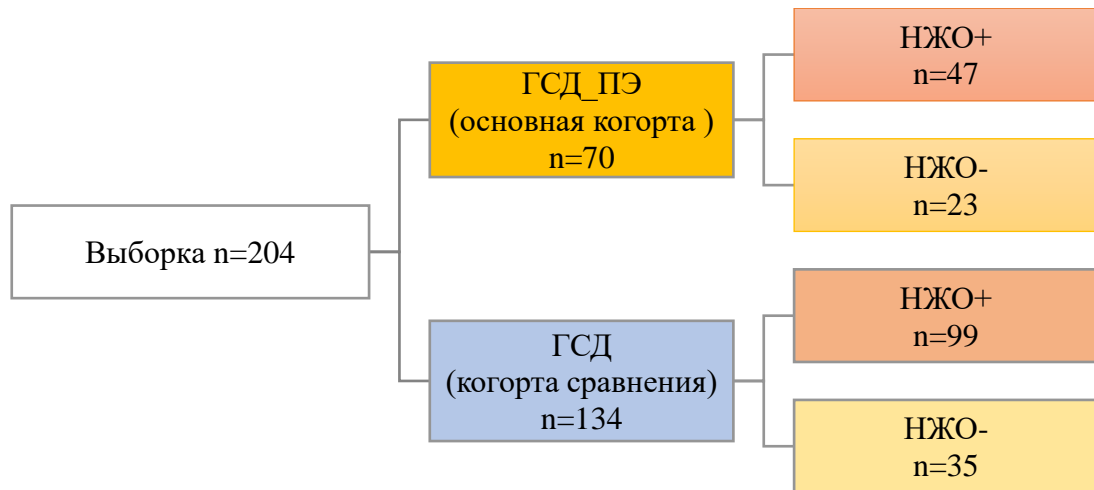 Выборка n=204
ГСД_ПЭ
(основная когорта )
n=70
НЖО+
n=47
НЖО-
n=23
ГСД
(когорта сравнения)
n=134
НЖО+
n=99
НЖО-
n=35